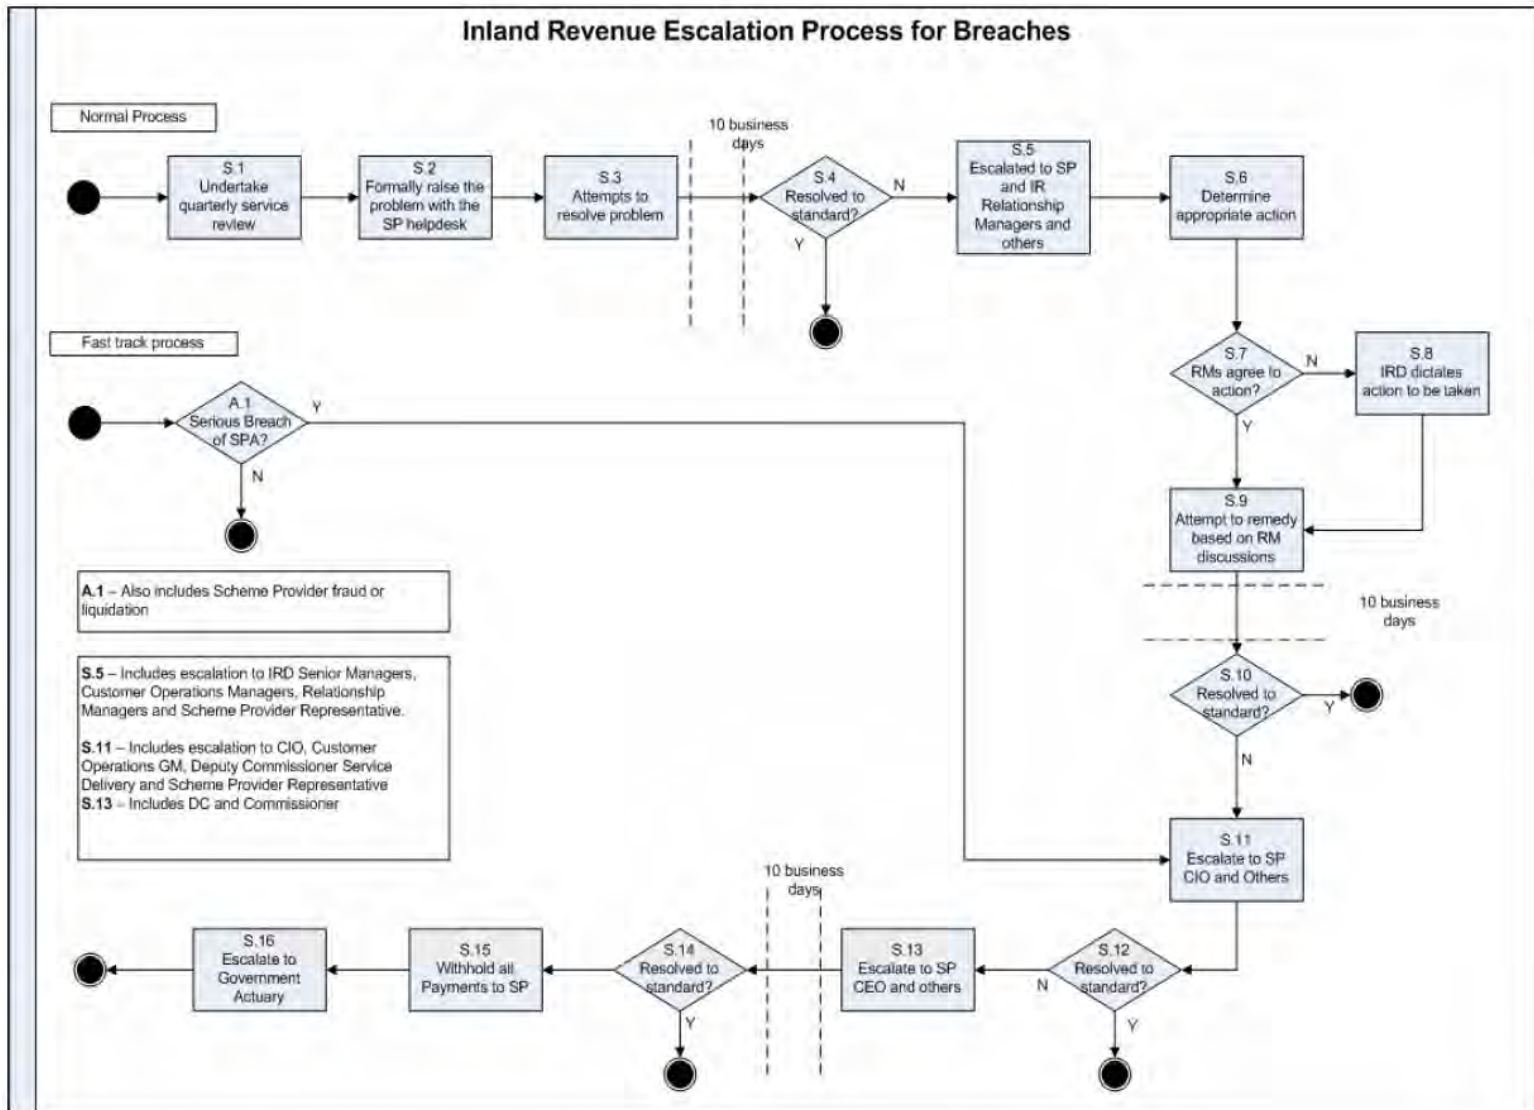 Inland Revenue Escalation Process for Breaches
Normal Process
S.1
Undertake
quarterly service
review
S.2
Formally raise the
problem with the
SP helpdesk
S.3
Attempts to
resolve problem
10 business
days
S.4
Resolved to
standard?
N
Y
S.5
Escalated to SP
and IR
Relationship
Managers and
others
S.6
Determine
appropriate action
Fast track process
A.1
Serious Breach
of SPA?
Y
N
S.7
RMs agree to
action?
N
Y
S.8
IRD dictates
action to be taken
S.9
Attempt to remedy
based on RM
discussions
10 business
days
A.1 – Also includes Scheme Provider fraud or
liquidation
S.5 – Includes escalation to IRD Senior Managers,
Customer Operations Managers, Relationship
Managers and Scheme Provider Representative.
S.11 – Includes escalation to CIO, Customer
Operations GM, Deputy Commissioner Service
Delivery and Scheme Provider Representative
S.13 – Includes DC and Commissioner
S.10
Resolved to
standard?
Y
N
S.11
Escalate to SP
CIO and Others
S.12
Resolved to
standard?
N
Y
S.13
Escalate to SP
CEO and others
10 business
days
S.14
Resolved to
standard?
Y
S.15
Withhold all
Payments to SP
S.16
Escalate to
Government
Actuary